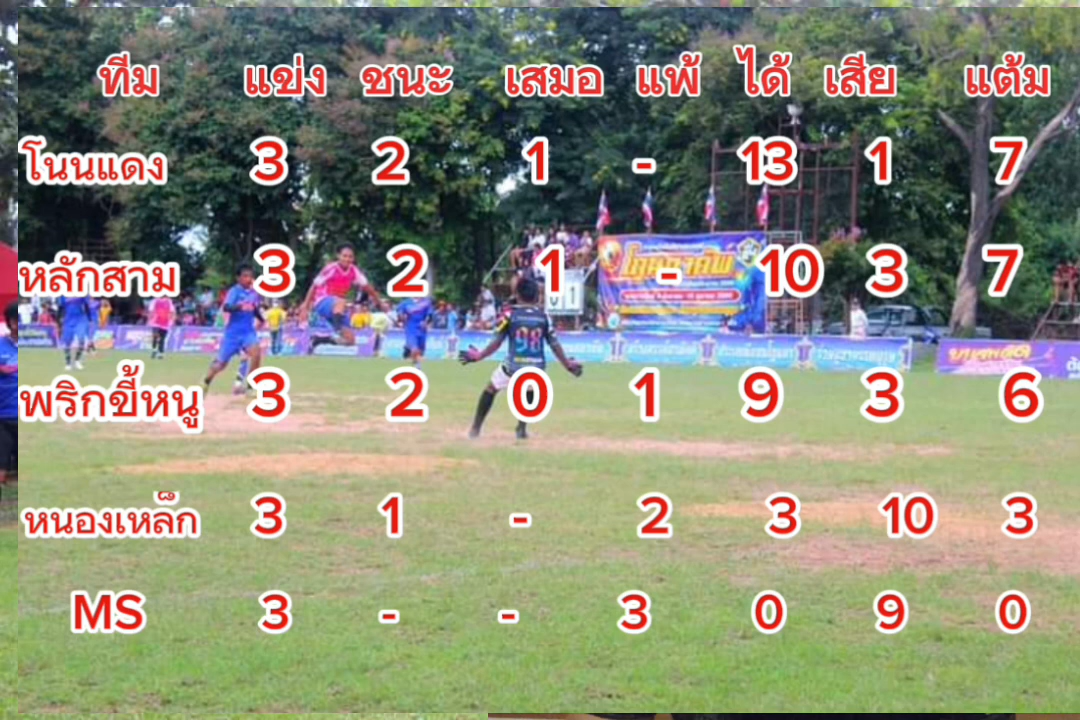 ทีม แข่ง ชนะ เสมอ แพ้ ได้ เสีย แต้ม
โนนแดง 3 2 1 - 13 1 7
หลักสาม 3 2 1 - 10 3 7
พริกขี้หนู 3 2 0 1 9 3 6
หนองเหล็ก 3 1 - 2 3 10 3
MS 3 - - 3 0 9 0
98